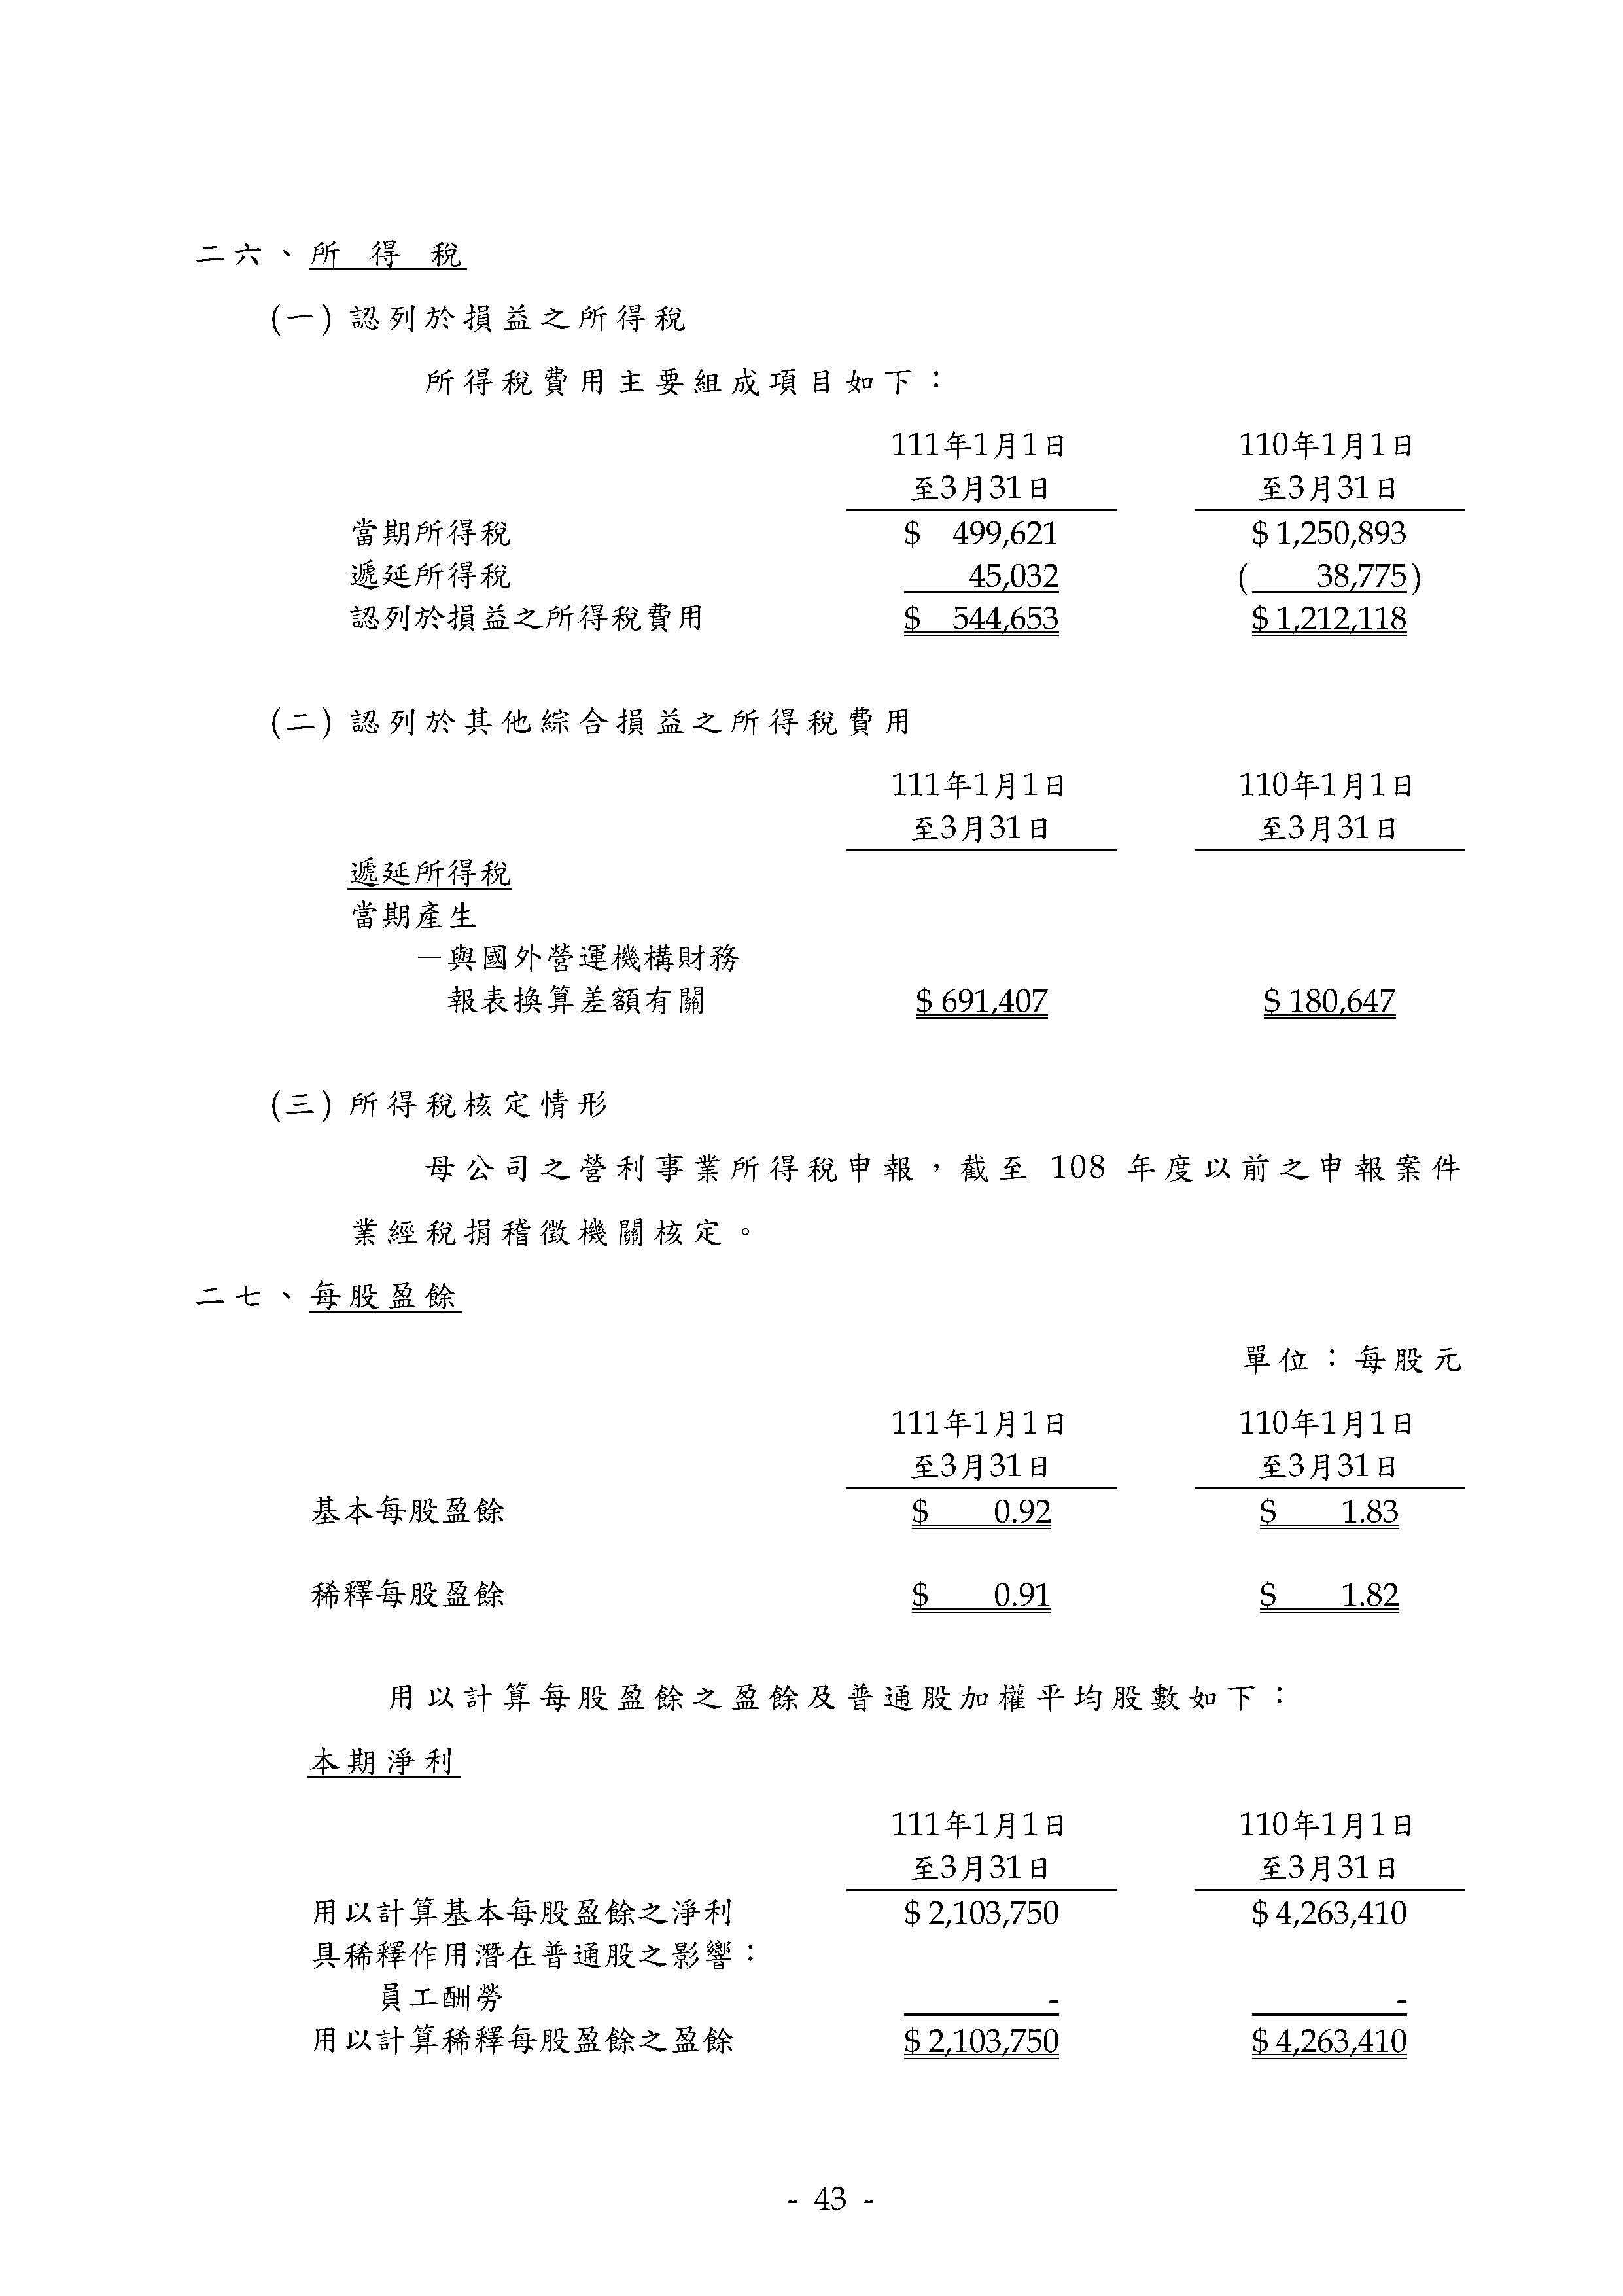 二六、所得稅
(一) 認列於損益之所得稅
所得稅費用主要組成項目如下：
111年1月1日 110年1月1日
至3月31日 至3月31日
當期所得稅 $ 499,621 $ 1,250,893
遞延所得稅 45,032 ( 38,775)
認列於損益之所得稅費用 $ 544,653 $ 1,212,118
(二) 認列於其他綜合損益之所得稅費用
111年1月1日 110年1月1日
至3月31日 至3月31日
遞延所得稅
當期產生
－與國外營運機構財務
報表換算差額有關 $ 691,407 $ 180,647
(三) 所得稅核定情形
母公司之營利事業所得稅申報，截至 108 年度以前之申報案件
業經稅捐稽徵機關核定。
二七、每股盈餘
單位：每股元
111年1月1日 110年1月1日
至3月31日 至3月31日
基本每股盈餘 $ 0.92 $ 1.83
稀釋每股盈餘 $ 0.91 $ 1.82
用以計算每股盈餘之盈餘及普通股加權平均股數如下：
本期淨利
111年1月1日 110年1月1日
至3月31日 至3月31日
用以計算基本每股盈餘之淨利 $ 2,103,750 $ 4,263,410
具稀釋作用潛在普通股之影響：
員工酬勞 - -
用以計算稀釋每股盈餘之盈餘 $ 2,103,750 $ 4,263,410
- 43 -